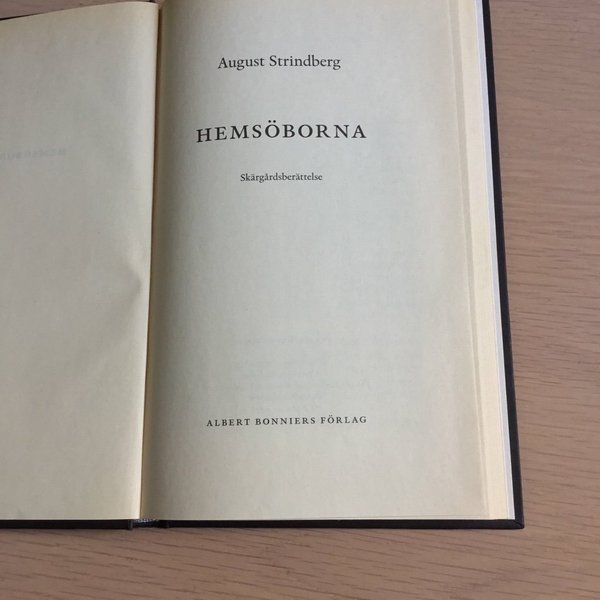 August Strindberg
HEMSÖBORNA
Skärgårdsberättelse
ALBERT BONNIERS FÖRLAG